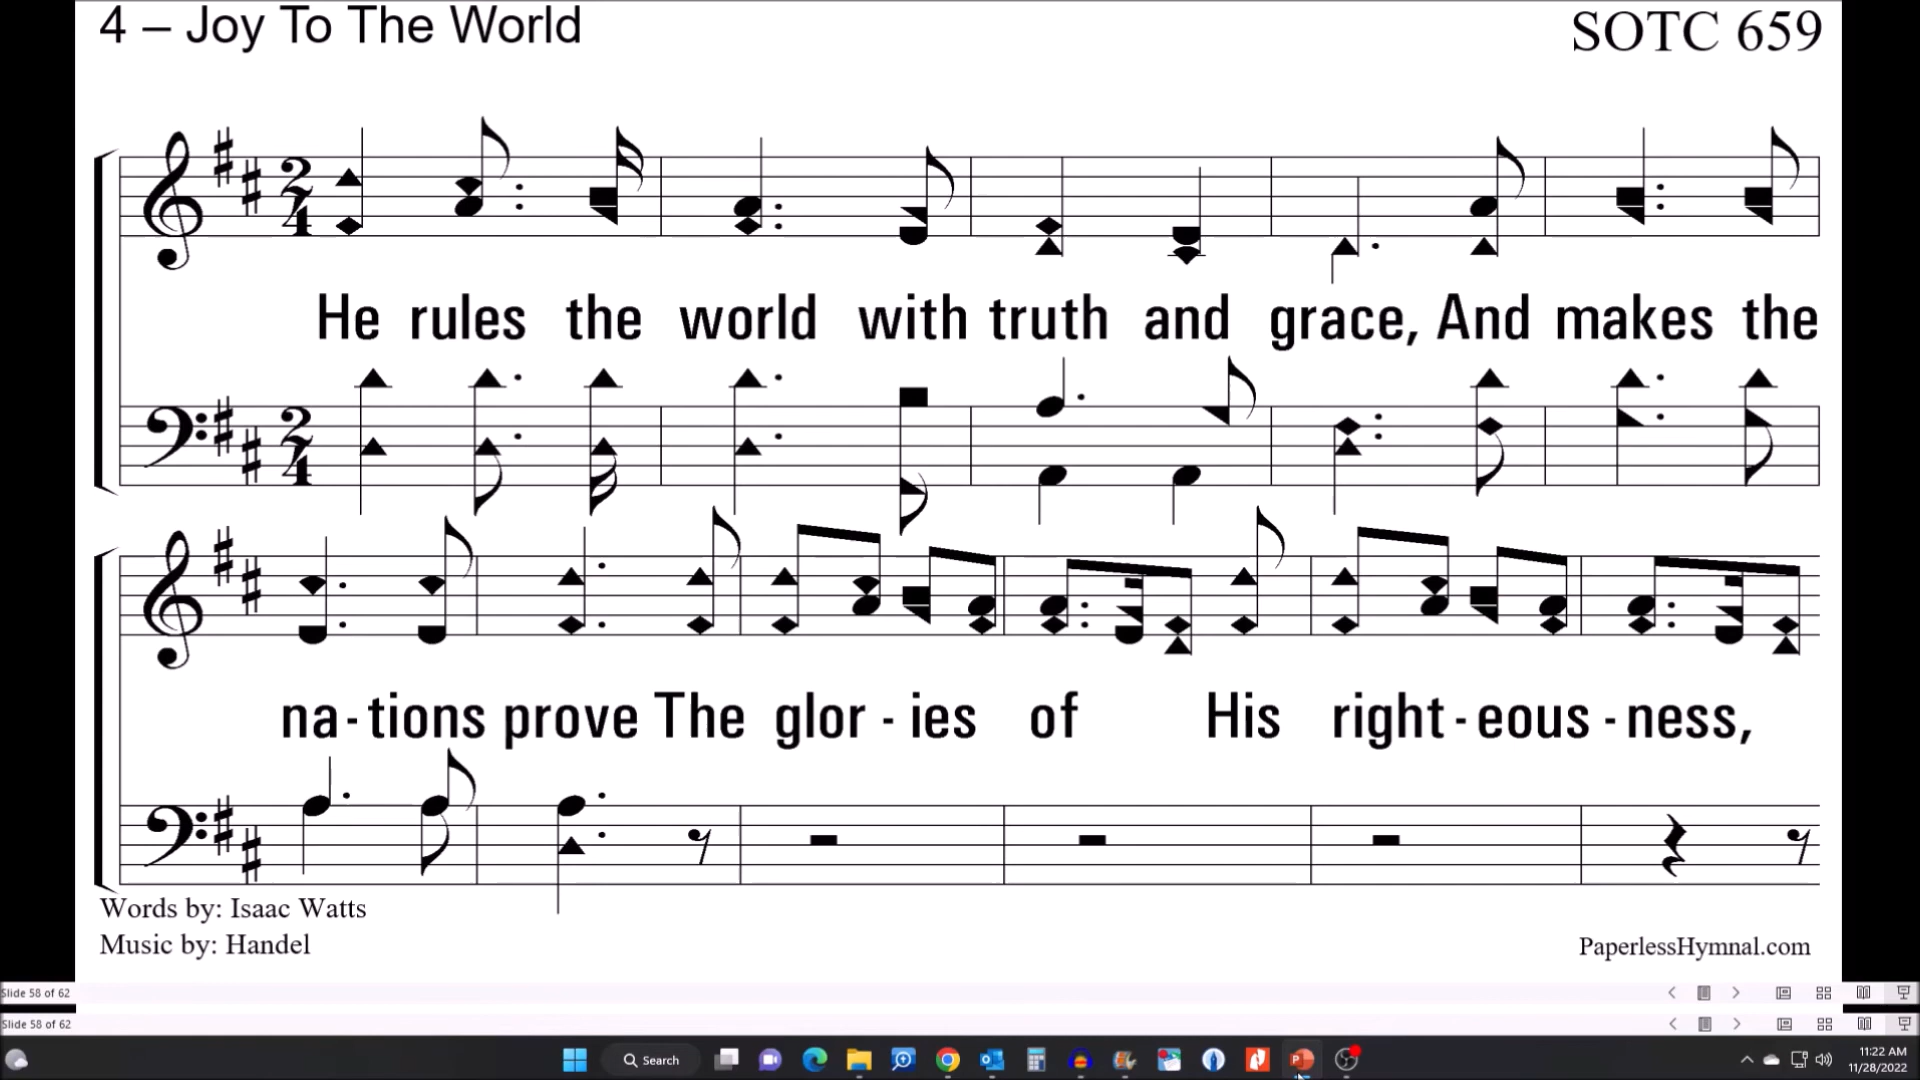 4 – Joy To The World
SOTC 659
He rules the world with truth and grace, And makes the
na-tions prove The glor - ies of His right-eous-ness,
Words by: Isaac Watts
Music by: Handel
PaperlessHymnal.com
Slide 58 of 62
Slide 58 of 62
Search
11:22 AM
11/28/2022